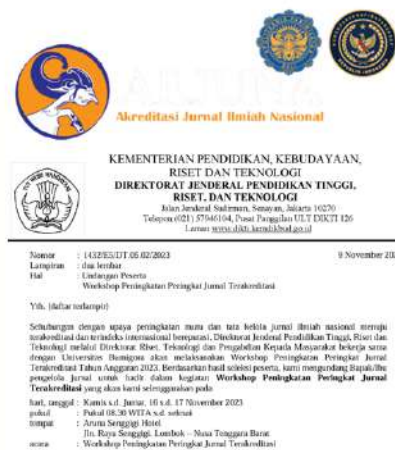 Akreditasi Jurnal Ilmiah Nasional
KEMENTERIAN PENDIDIKAN, KEBUDAYAAN,
RISET DAN TEKNOLOGI
DIREKTORAT JENDERAL PENDIDIKAN TINGGI,
RISET, DAN TEKNOLOGI
Jalan Jenderal Sudirman, Senayan, Jakarta 10270
Telepon (021) 57946104, Pusat Panggilan ULT DIKTI 126
Laman www.dikti.kemdikbud.go.id
Nomor : 1432/E5/DT.05.02/2023 9 November 202
Lampiran : dua lembar
Hal : Undangan Peserta
Workshop Peningkatan Peringkat Jurnal Terakreditasi
Yth. (daftar terlampir)
Sehubungan dengan upaya peningkatan mutu dan tata kelola jurnal ilmiah nasional menuju
terakreditasi dan terindeks internasional bereputasi, Direktorat Jenderal Pendidikan Tinggi, Riset dan
Teknologi melalui Direktorat Riset, Teknologi dan Pengabdian Kepada Masyarakat bekerja sama
dengan Universitas Bumigora akan melaksanakan Workshop Peningkatan Peringkat Jurnal
Terakreditasi Tahun Anggaran 2023. Berdasarkan hasil seleksi peserta, kami mengundang Bapak/Ibu
pengelola jurnal untuk hadir dalam kegiatan Workshop Peningkatan Peringkat Jurnal
Terakreditasi yang akan kami selenggarakan pada
hari, tanggal : Kamis s.d. Jumat, 16 s.d. 17 November 2023
pukul : Pukul 08.30 WITA s.d. selesai
tempat : Aruna Senggigi Hotel
Jln. Raya Senggigi, Lombok – Nusa Tenggara Barat
acara : Workshop Peningkatan Peringkat Jurnal Terakreditasi